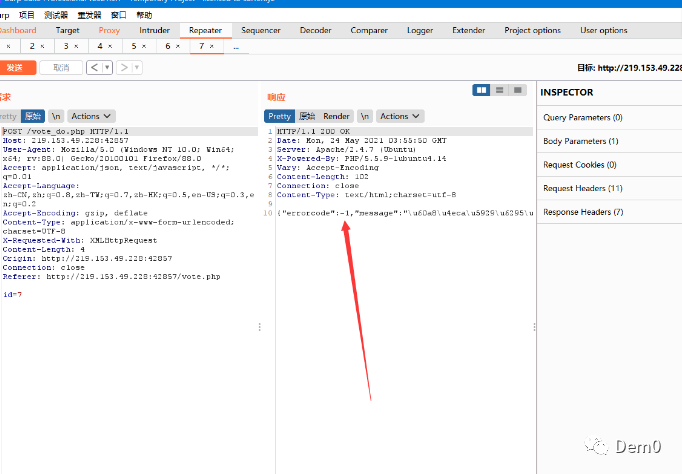 Burp Suite Professional v2021.4.1 - Temporary Project - licensed to surferxyz
rp 项目 测试器 重发器 窗口 帮助
Dashboard Target Proxy Intruder Repeater Sequencer Decoder Comparer Logger Extender Project options User options
× 2 × 3 × 4 × 5 × 6 × 7 × ...
发送 取消 < ▼ > ▼ 目标: http://219.153.49.228
求
retty 原始 \n Actions
POST /vote_do.php HTTP/1.1
Host: 219.153.49.228:42857
User-Agent: Mozilla/5.0 (Windows NT 10.0; Win64;
x64; rv:88.0) Gecko/20100101 Firefox/88.0
Accept: application/json, text/javascript, */*;
q=0.01
Accept-Language:
zh-CN,zh;q=0.8,zh-TW;q=0.7,zh-HK;q=0.5,en-US;q=0.3,e
n;q=0.2
Accept-Encoding: gzip, deflate
Content-Type: application/x-www-form-urlencoded;
charset=UTF-8
X-Requested-With: XMLHttpRequest
Content-Length: 4
Origin: http://219.153.49.228:42857
Connection: close
Referer: http://219.153.49.228:42857/vote.php
id=7
响应
Pretty 原始 Render \n Actions
1 HTTP/1.1 200 OK
2 Date: Mon, 24 May 2021 03:55:50 GMT
3 Server: Apache/2.4.7 (Ubuntu)
4 X-Powered-By: PHP/5.5.9-1ubuntu4.14
5 Vary: Accept-Encoding
6 Content-Length: 102
7 Connection: close
8 Content-Type: text/html;charset=utf-8
9
10 {"errorcode":-1,"message":"\u60a8\u4eca\u5929\u6295\u
INSPECTOR
Query Parameters (0)
Body Parameters (1)
Request Cookies (0)
Request Headers (11)
Response Headers (7)
Dem0